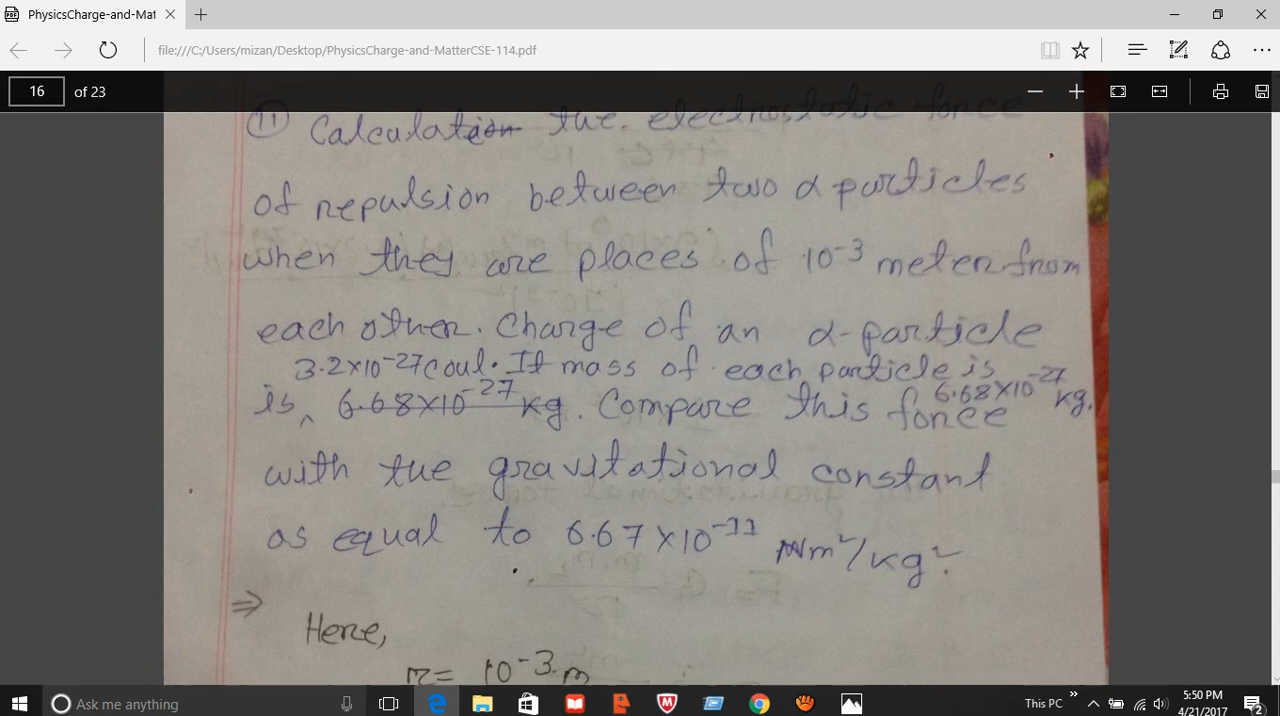 PhysicsCharge-and-Mat
file:///C:/Users/mizan/Desktop/PhysicsCharge-and-MatterCSE-114.pdf
16 of 23
11 Calculation the electrostatic force
of repulsion between two α particles
when they are places of 10⁻³ meter from
each other. Charge of an α-particle
3.2×10⁻²⁷coul. If mass of each particle is
6.68×10⁻²⁷ kg.
is ^ 6.68×10⁻²⁷ kg. Compare this force
with the gravitational constant
as equal to 6.67×10⁻¹¹ Nm²/kg².
⇒
Here,
r = 10⁻³ m
Ask me anything
This PC
5:50 PM
4/21/2017
2